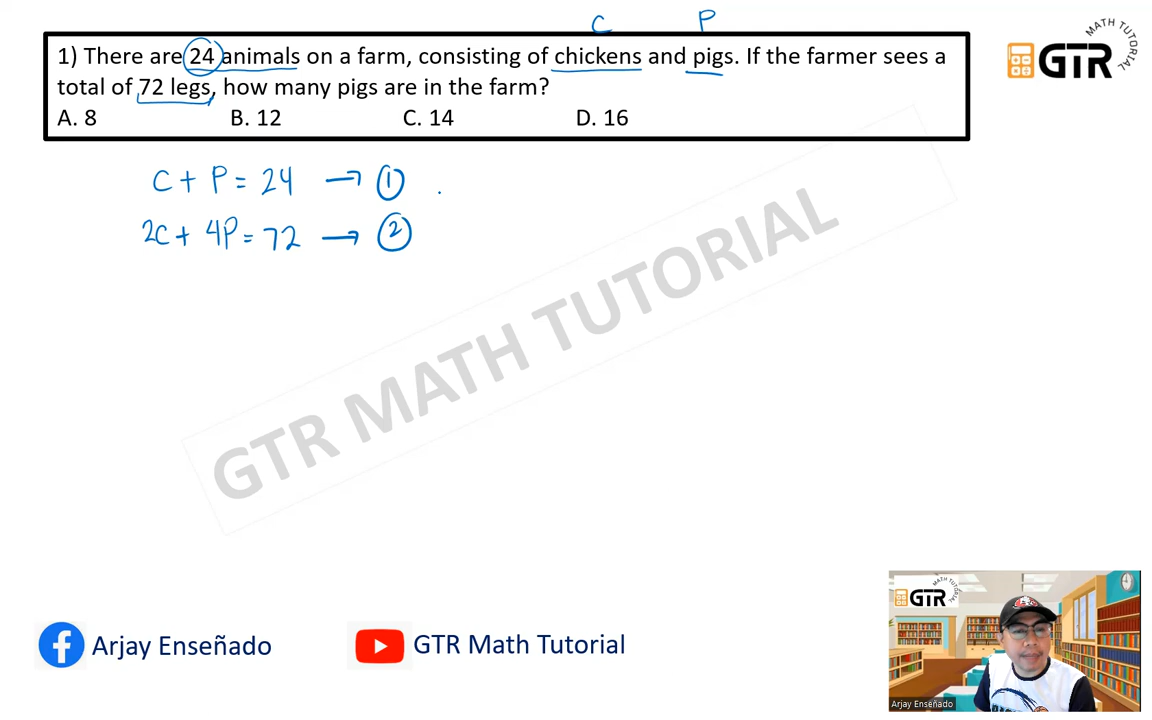 C P
1) There are 24 animals on a farm, consisting of chickens and pigs. If the farmer sees a
total of 72 legs, how many pigs are in the farm?
A. 8 B. 12 C. 14 D. 16
MATH TUTORIAL
GTR
C + P = 24 → ①
2C + 4P = 72 → ②
GTR MATH TUTORIAL
MATH TUTORIAL
GTR
Arjay Enseñado
GTR Math Tutorial
Arjay Enseñado